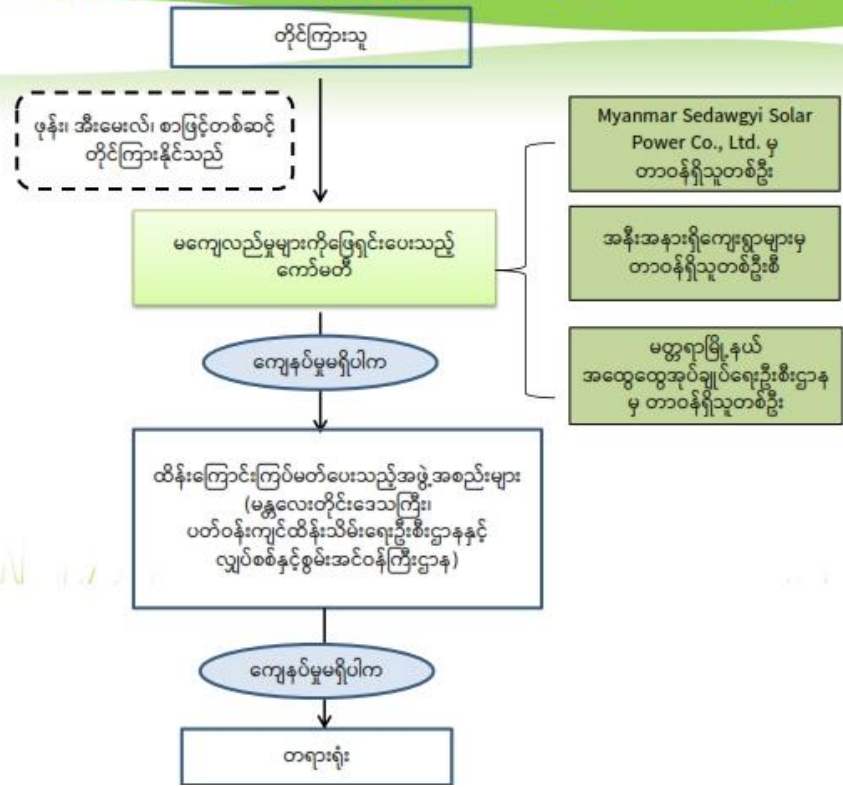 တိုင်ကြားသူ
ဖုန်း၊ အီးမေးလ်၊ စာဖြင့်တစ်ဆင့်
တိုင်ကြားနိုင်သည်
Myanmar Sedawgyi Solar
Power Co., Ltd. မှ
တာဝန်ရှိသူတစ်ဦး
မကျေလည်မှုများကိုဖြေရှင်းပေးသည့်
ကော်မတီ
အနီးအနားရှိကျေးရွာများမှ
တာဝန်ရှိသူတစ်ဦးစီ
မတ္တရာမြို့နယ်
အထွေထွေအုပ်ချုပ်ရေးဦးစီးဌာန
မှ တာဝန်ရှိသူတစ်ဦး
ကျေနပ်မှုမရှိပါက
ထိန်းကြောင်းကြပ်မတ်ပေးသည့်အဖွဲ့အစည်းများ
(မန္တလေးတိုင်းဒေသကြီး၊
ပတ်ဝန်းကျင်ထိန်းသိမ်းရေးဦးစီးဌာနနှင့်
လျှပ်စစ်နှင့်စွမ်းအင်ဝန်ကြီးဌာန)
ကျေနပ်မှုမရှိပါက
တရားရုံး